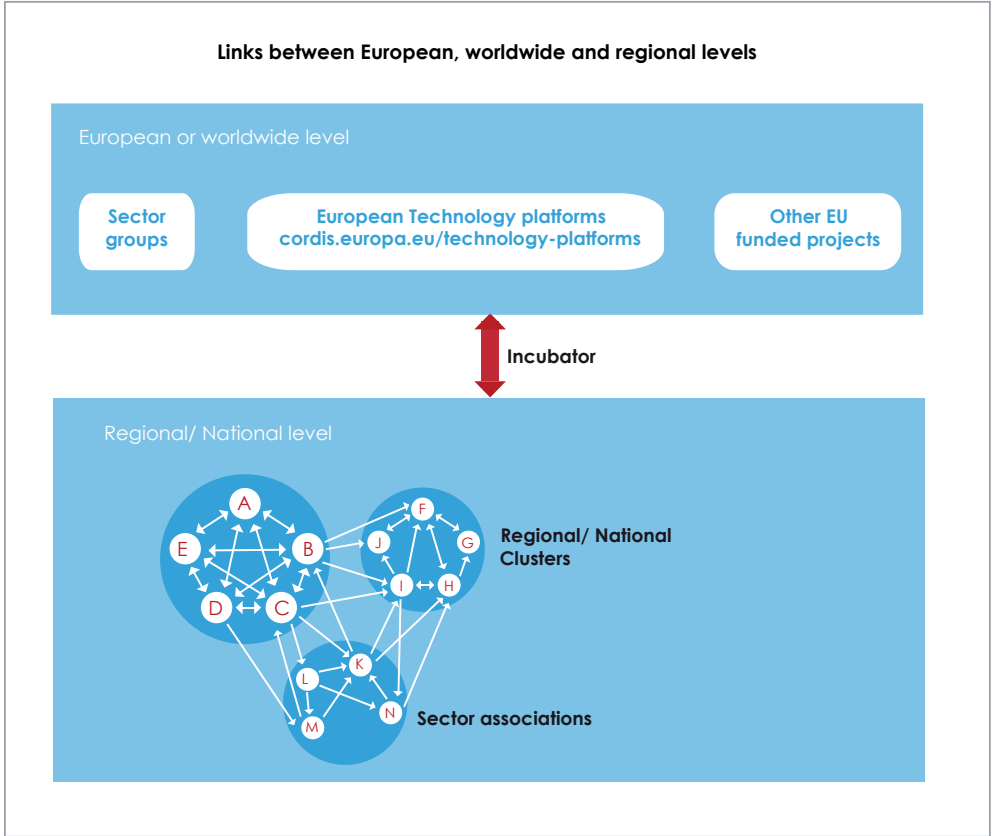 Links between European, worldwide and regional levels
European or worldwide level
Sector
groups
European Technology platforms
cordis.europa.eu/technology-platforms
Other EU
funded projects
Incubator
Regional/ National level
A
E
B
D
C
F
J
G
I
H
Regional/ National
Clusters
K
L
N
M
Sector associations